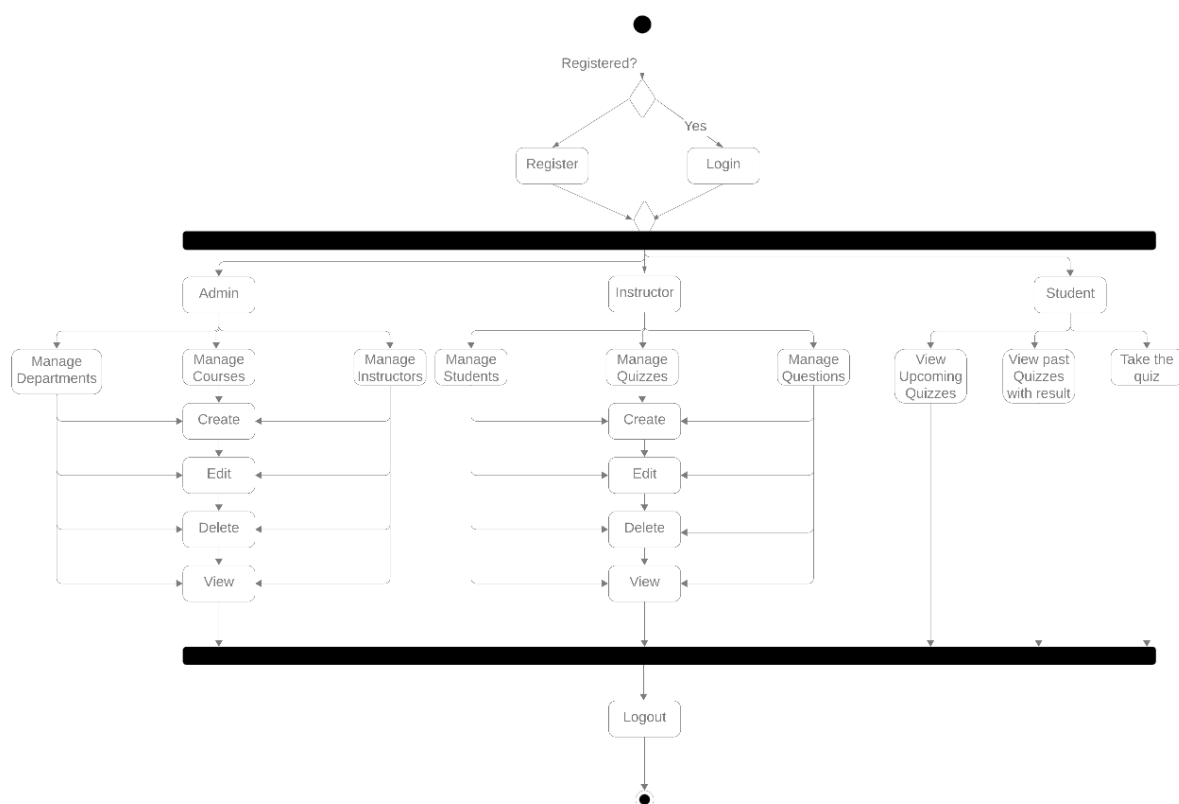 Registered?
Yes
Register
Login
Admin
Instructor
Student
Manage
Departments
Manage
Courses
Manage
Instructors
Manage
Students
Manage
Quizzes
Manage
Questions
View
Upcoming
Quizzes
View past
Quizzes
with result
Take the
quiz
Create
Create
Edit
Edit
Delete
Delete
View
View
Logout